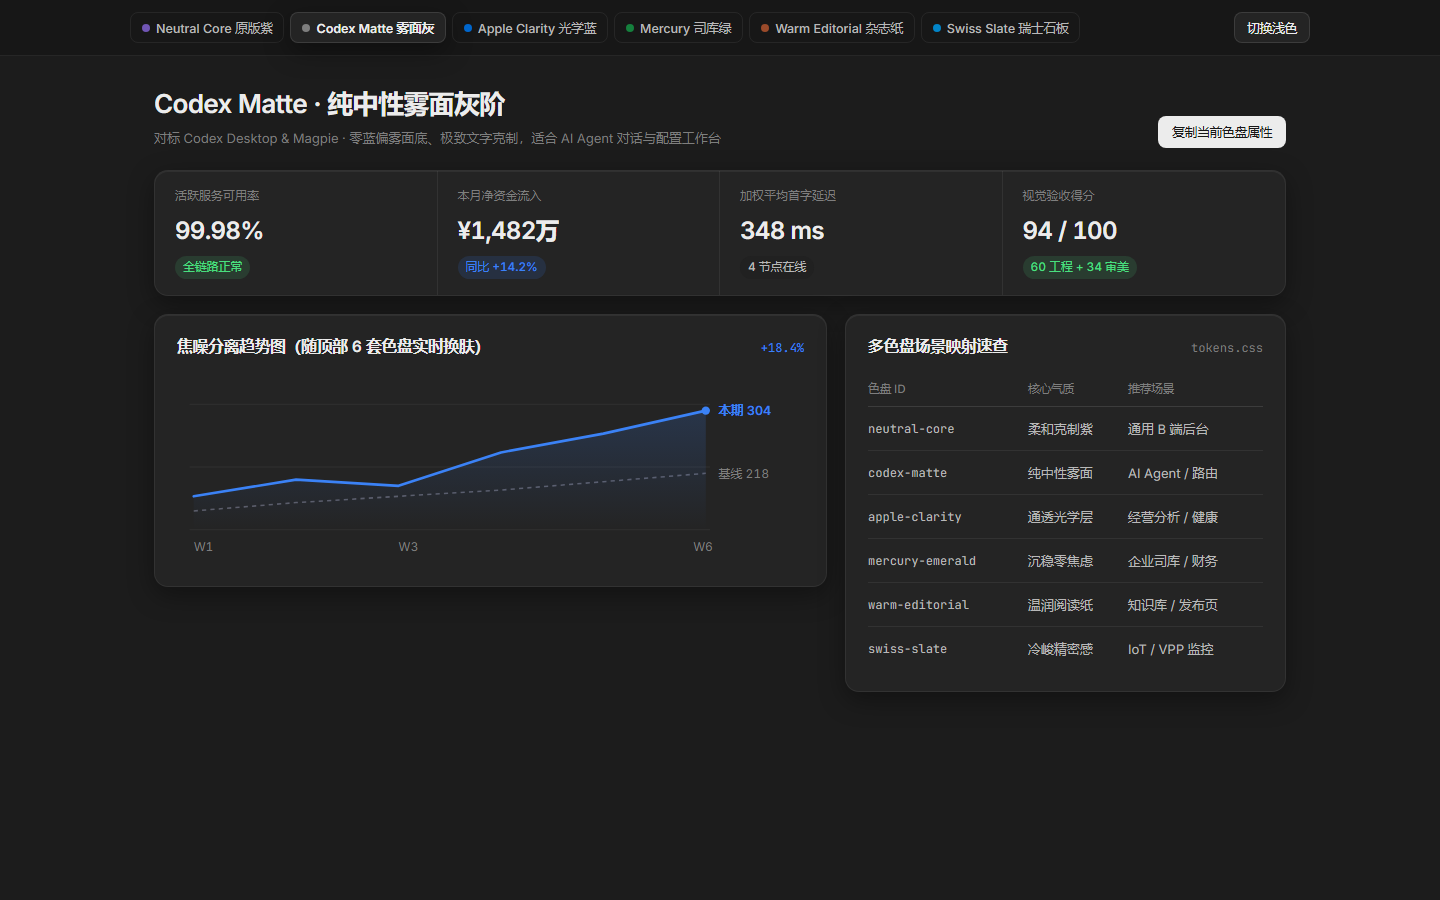 Neutral Core 原版紫
Codex Matte 雾面灰
Apple Clarity 光学蓝
Mercury 司库绿
Warm Editorial 杂志纸
Swiss Slate 瑞士石板
切换浅色
Codex Matte · 纯中性雾面灰阶
对标 Codex Desktop & Magpie · 零蓝偏雾面底、极致文字克制，适合 AI Agent 对话与配置工作台
复制当前色盘属性
活跃服务可用率
99.98%
全链路正常
本月净资金流入
¥1,482万
同比 +14.2%
加权平均首字延迟
348 ms
4 节点在线
视觉验收得分
94 / 100
60 工程 + 34 审美
焦噪分离趋势图（随顶部 6 套色盘实时换肤）
+18.4%
本期 304
基线 218
W1
W3
W6
多色盘场景映射速查
tokens.css
色盘 ID 核心气质 推荐场景
neutral-core 柔和克制紫 通用 B 端后台
codex-matte 纯中性雾面 AI Agent / 路由
apple-clarity 通透光学层 经营分析 / 健康
mercury-emerald 沉稳零焦虑 企业司库 / 财务
warm-editorial 温润阅读纸 知识库 / 发布页
swiss-slate 冷峻精密感 IoT / VPP 监控